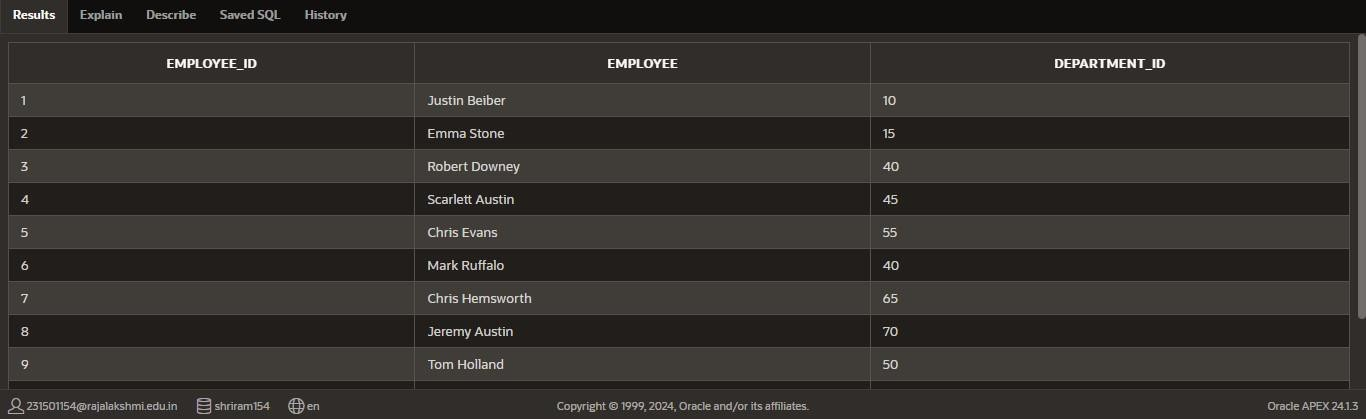 Results Explain Describe Saved SQL History
EMPLOYEE_ID EMPLOYEE DEPARTMENT_ID
1 Justin Beiber 10
2 Emma Stone 15
3 Robert Downey 40
4 Scarlett Austin 45
5 Chris Evans 55
6 Mark Ruffalo 40
7 Chris Hemsworth 65
8 Jeremy Austin 70
9 Tom Holland 50
231501154@rajalakshmi.edu.in shriram154 en Copyright © 1999, 2024, Oracle and/or its affiliates. Oracle APEX 24.1.3